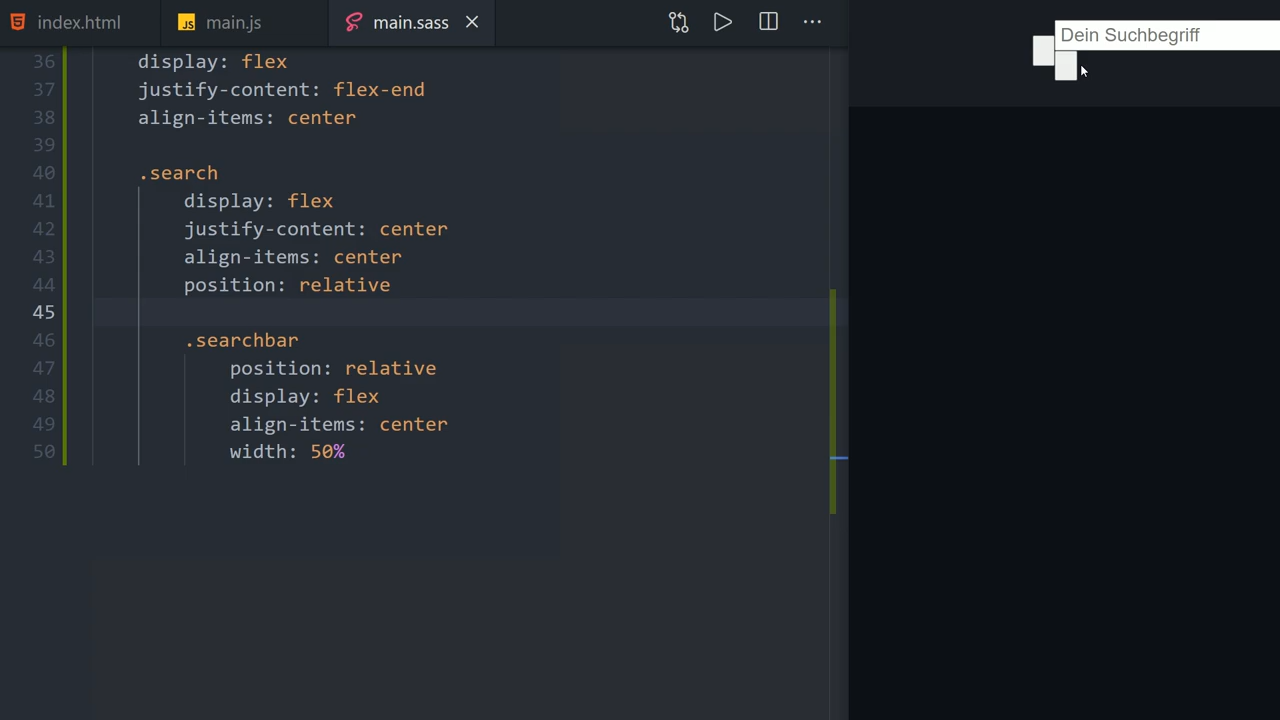 index.html
JS main.js
main.sass
36 display: flex
37 justify-content: flex-end
38 align-items: center
39
40 .search
41 display: flex
42 justify-content: center
43 align-items: center
44 position: relative
45
46 .searchbar
47 position: relative
48 display: flex
49 align-items: center
50 width: 50%
Dein Suchbegriff